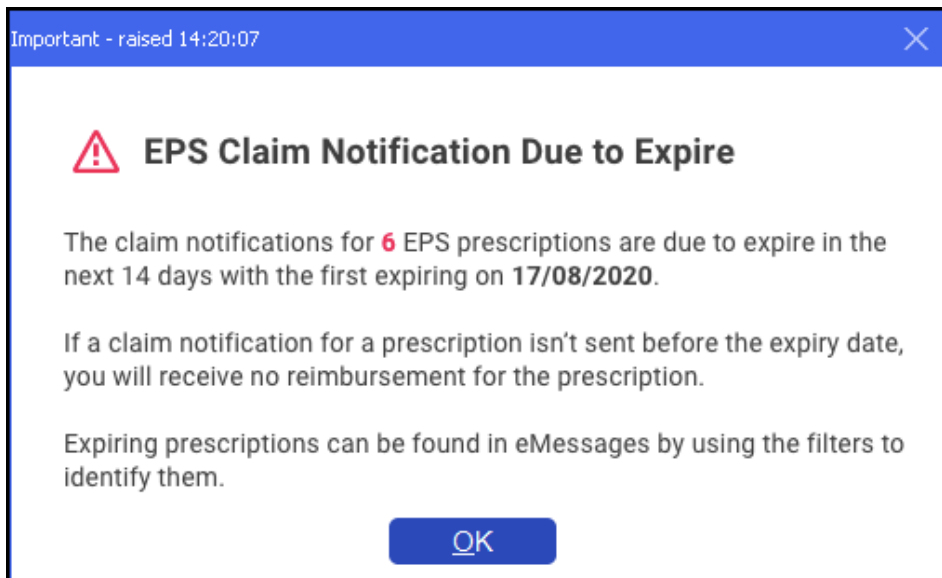 Important - raised 14:20:07
EPS Claim Notification Due to Expire
The claim notifications for 6 EPS prescriptions are due to expire in the
next 14 days with the first expiring on 17/08/2020.
If a claim notification for a prescription isn't sent before the expiry date,
you will receive no reimbursement for the prescription.
Expiring prescriptions can be found in eMessages by using the filters to
identify them.
OK